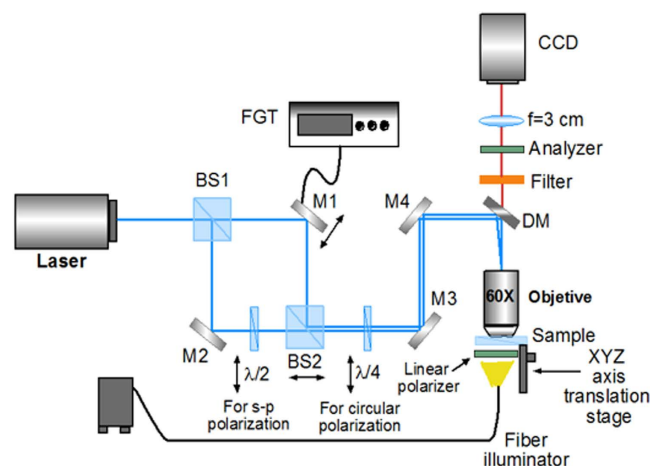 CCD
f=3 cm
FGT
Analyzer
Filter
BS1
M1
M4
DM
Laser
60X
Objetive
M3
Sample
M2
BS2
λ/2
λ/4
Linear
polarizer
XYZ
axis
translation
stage
For s-p
polarization
For circular
polarization
Fiber
illuminator